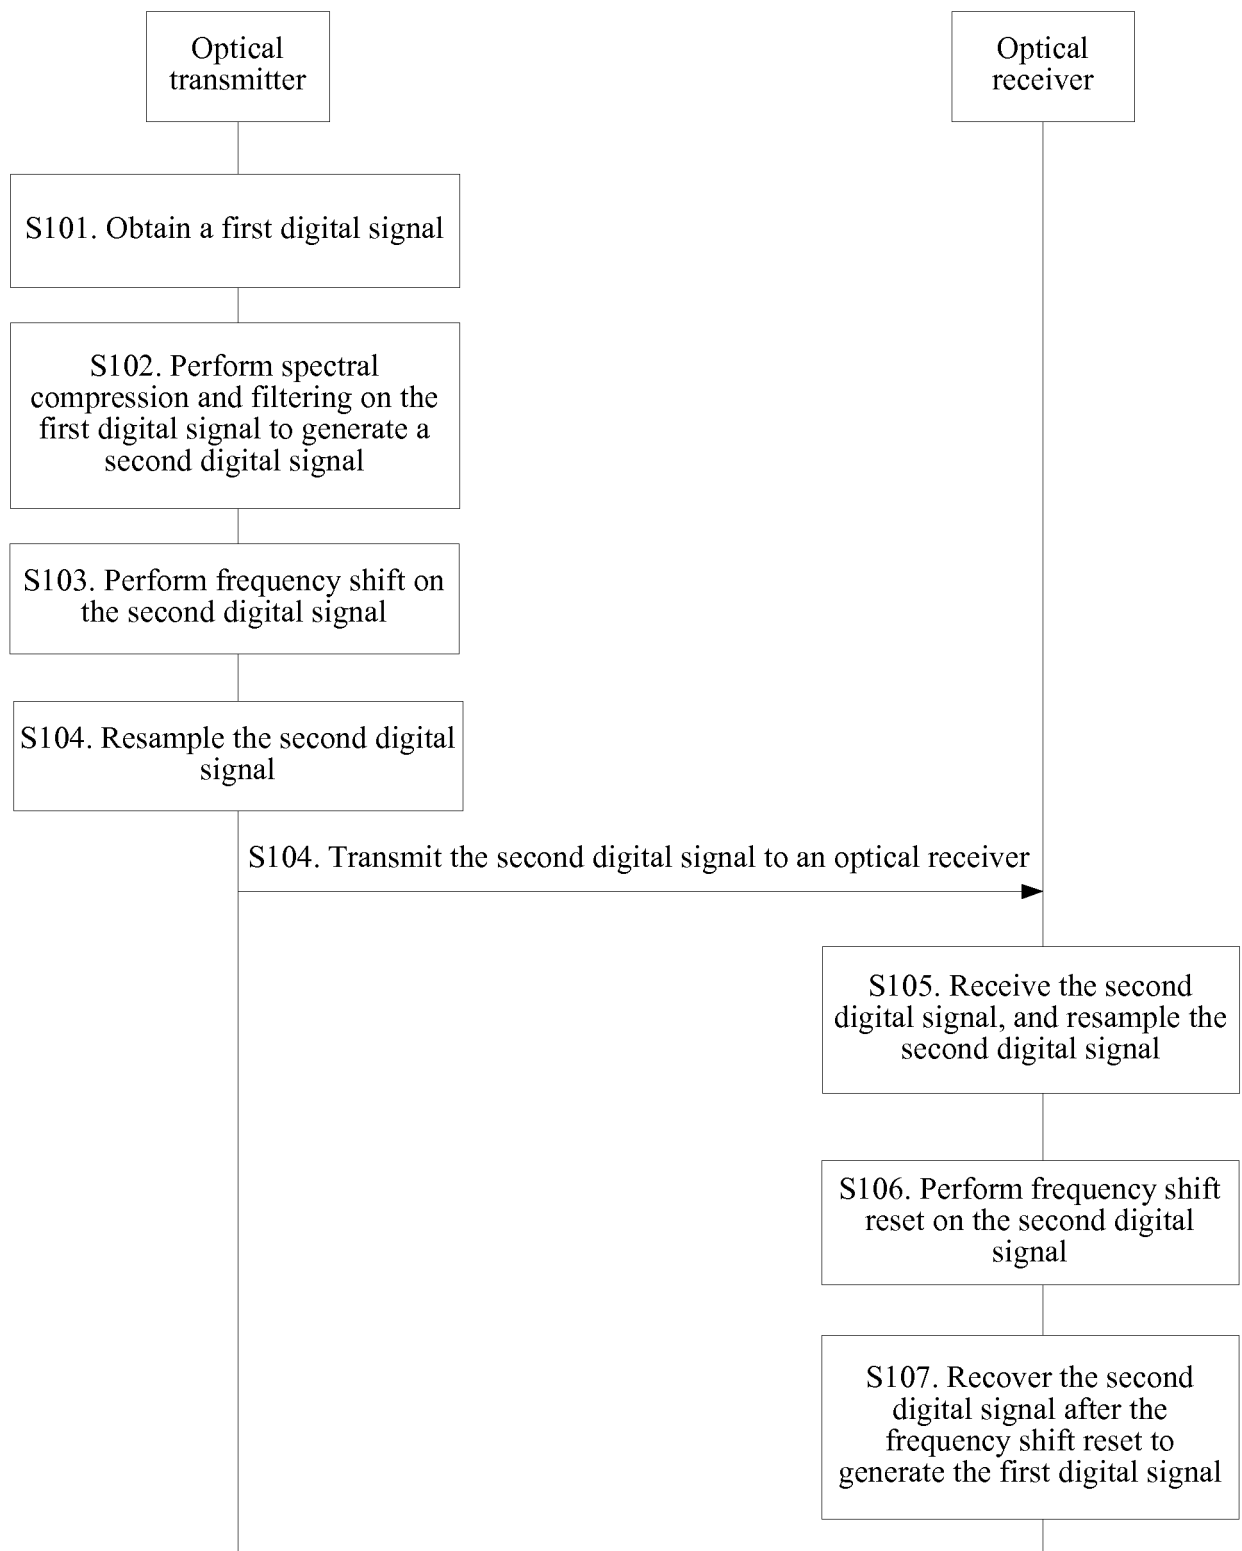 Optical
transmitter
Optical
receiver
S101. Obtain a first digital signal
S102. Perform spectral
compression and filtering on the
first digital signal to generate a
second digital signal
S103. Perform frequency shift on
the second digital signal
S104. Resample the second digital
signal
S104. Transmit the second digital signal to an optical receiver
S105. Receive the second
digital signal, and resample the
second digital signal
S106. Perform frequency shift
reset on the second digital
signal
S107. Recover the second
digital signal after the
frequency shift reset to
generate the first digital signal